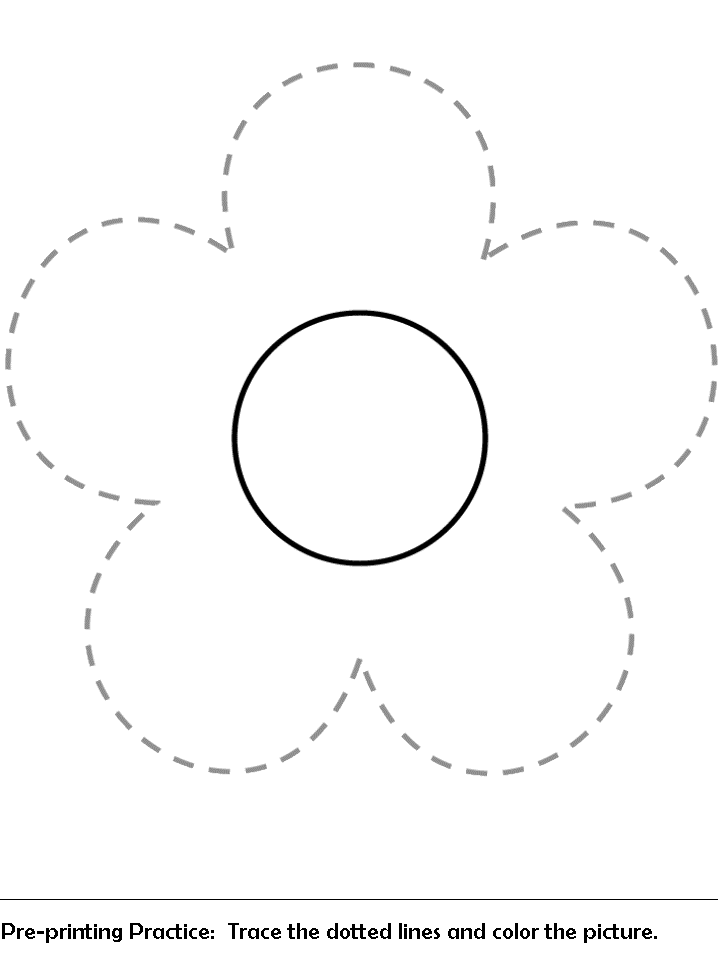 Pre-printing Practice:  Trace the dotted lines and color the picture.